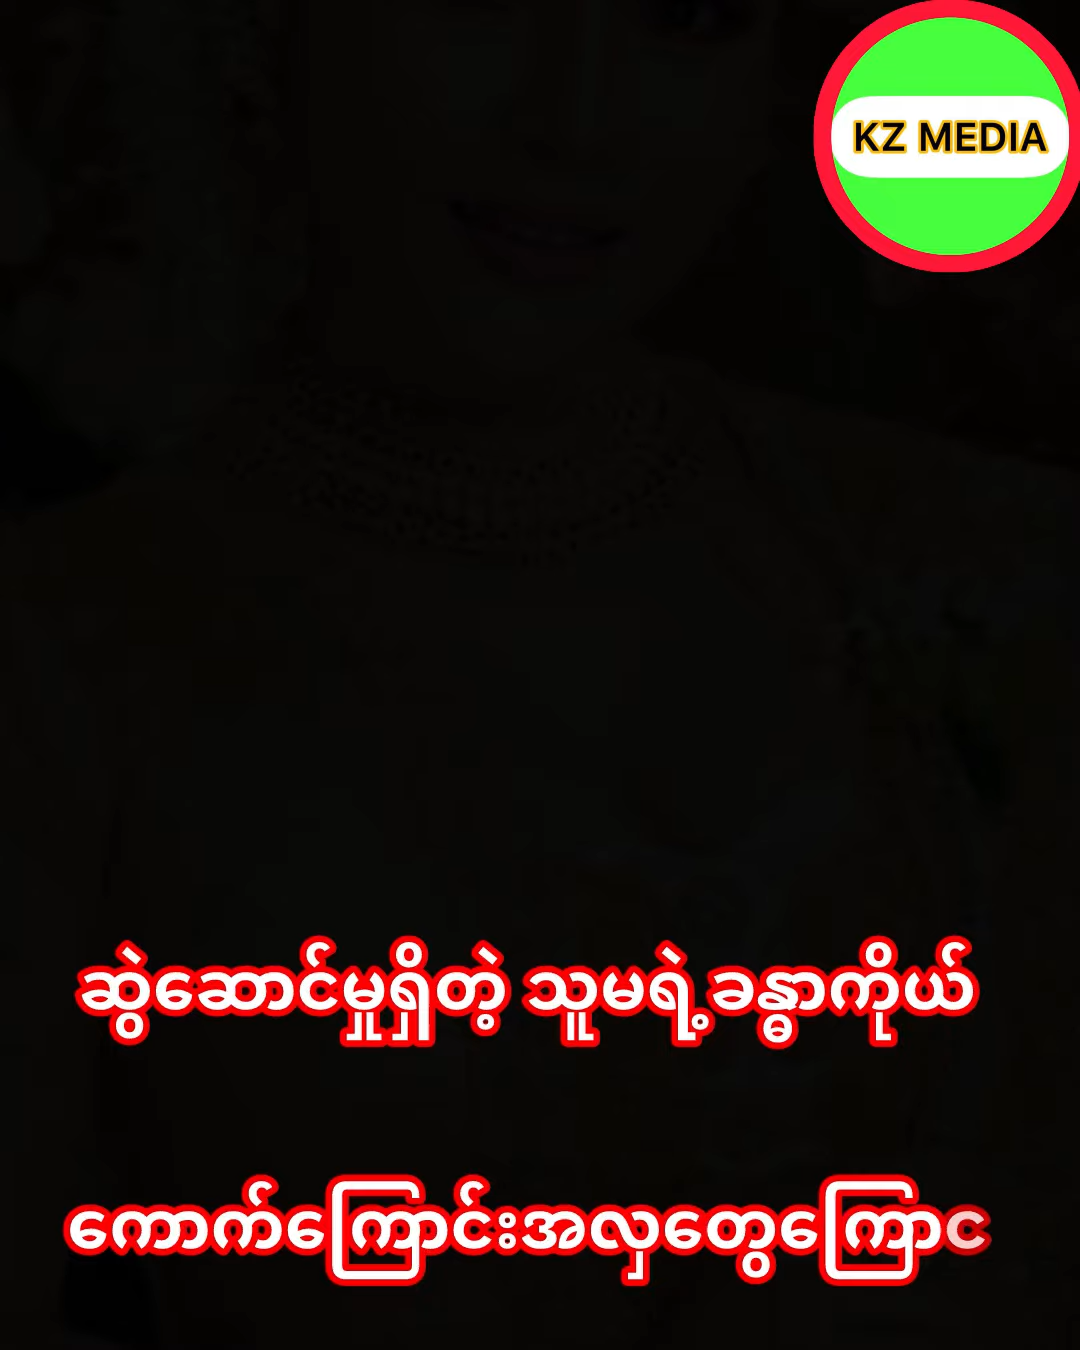 KZ MEDIA
ဆွဲဆောင်မှုရှိတဲ့ သူမရဲ့ခန္ဓာကိုယ်
ကောက်ကြောင်းအလှတွေကြောင